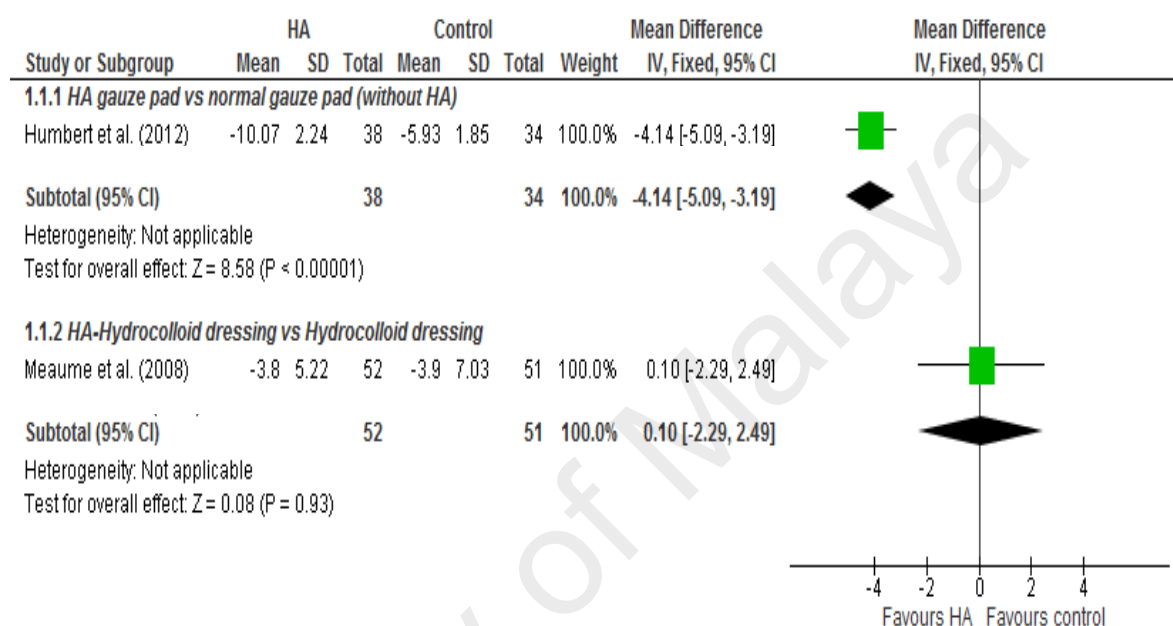 HA Control Mean Difference Mean Difference
Study or Subgroup Mean SD Total Mean SD Total Weight IV, Fixed, 95% CI IV, Fixed, 95% CI
1.1.1 HA gauze pad vs normal gauze pad (without HA)
Humbert et al. (2012) -10.07 2.24 38 -5.93 1.85 34 100.0% -4.14 [-5.09, -3.19]
Subtotal (95% CI) 38 34 100.0% -4.14 [-5.09, -3.19]
Heterogeneity: Not applicable
Test for overall effect: Z = 8.58 (P < 0.00001)
1.1.2 HA-Hydrocolloid dressing vs Hydrocolloid dressing
Meaume et al. (2008) -3.8 5.22 52 -3.9 7.03 51 100.0% 0.10 [-2.29, 2.49]
Subtotal (95% CI) 52 51 100.0% 0.10 [-2.29, 2.49]
Heterogeneity: Not applicable
Test for overall effect: Z = 0.08 (P = 0.93)
-4 -2 0 2 4
Favours HA Favours control
of Malaya